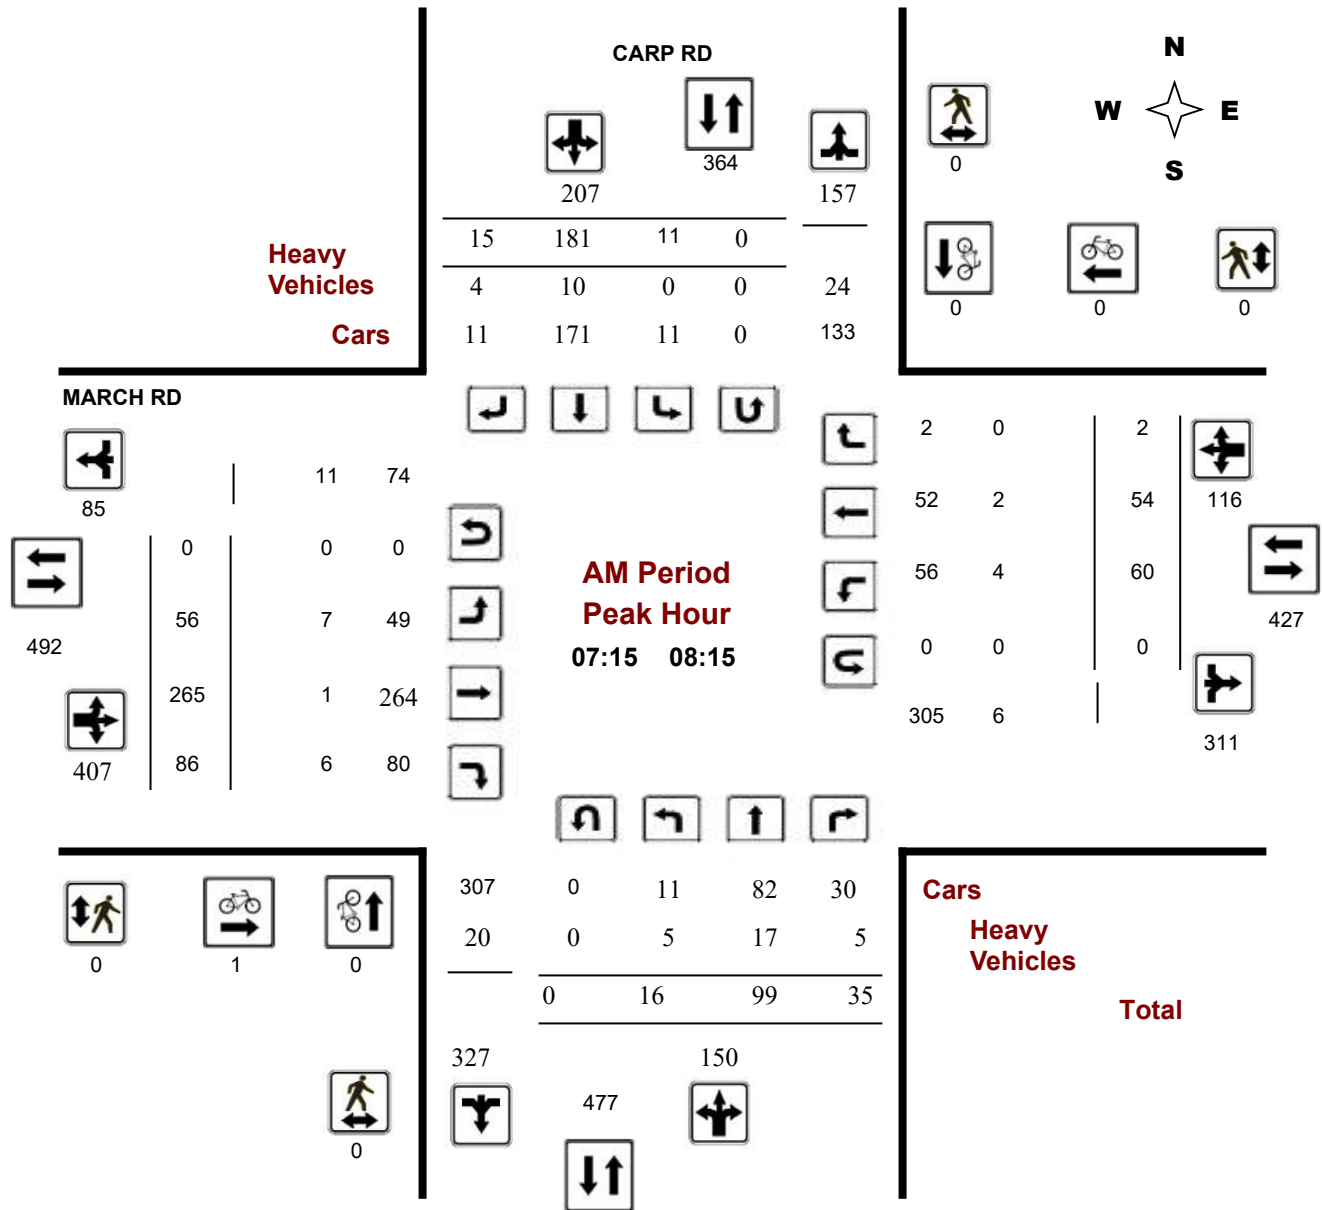 CARP RD
N
W E
S
364
207
157
0
15 181 11 0
Heavy
Vehicles
4 10 0 0 24
Cars
11 171 11 0 133
0 0 0
MARCH RD
85
11 74
492
0 0 0
56 7 49
265 1 264
407
86 6 80
AM Period
Peak Hour
07:15 08:15
2 0 2
52 2 54
116
56 4 60
427
0 0 0
305 6
311
307 0 11 82 30
20 0 5 17 5
0 16 99 35
327 150
477
0 1 0
0
Cars
Heavy
Vehicles
Total